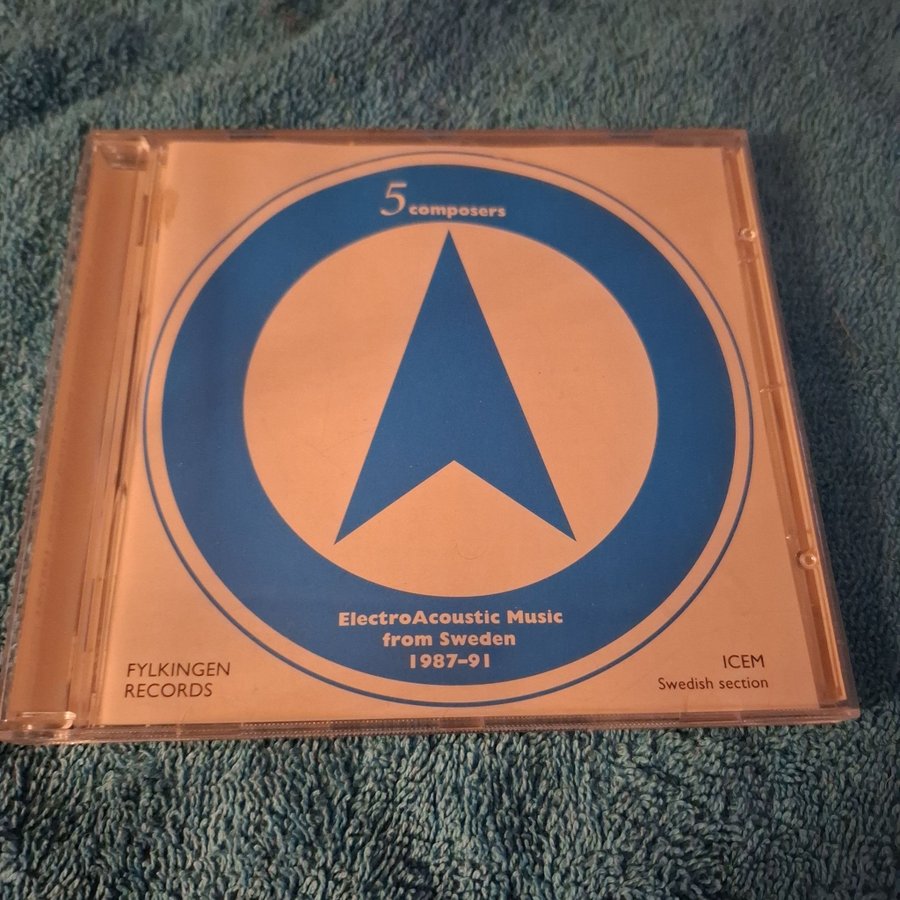 5 composers
ElectroAcoustic Music
from Sweden
1987–91
FYLKINGEN
RECORDS
ICEM
Swedish section